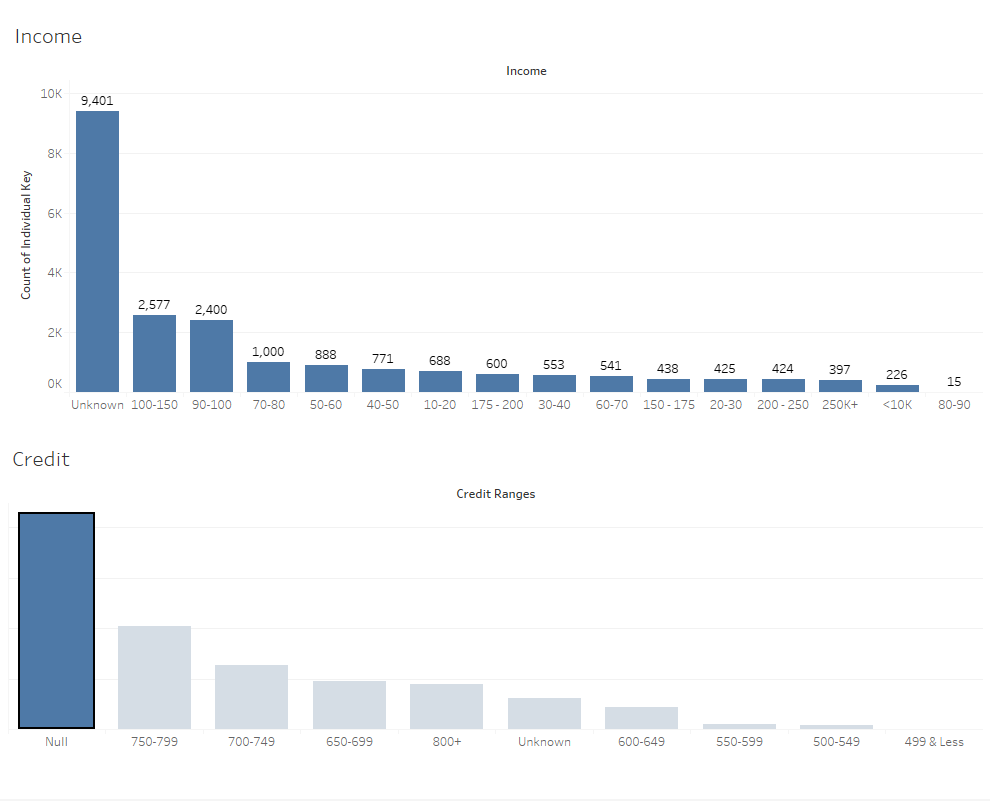 Income
Income
10K
8K
6K
4K
2K
0K
Count of Individual Key
9,401
2,577
2,400
1,000
888
771
688
600
553
541
438
425
424
397
226
15
Unknown 100-150 90-100 70-80 50-60 40-50 10-20 175 - 200 30-40 60-70 150 - 175 20-30 200 - 250 250K+ <10K 80-90
Credit
Credit Ranges
Null 750-799 700-749 650-699 800+ Unknown 600-649 550-599 500-549 499 & Less